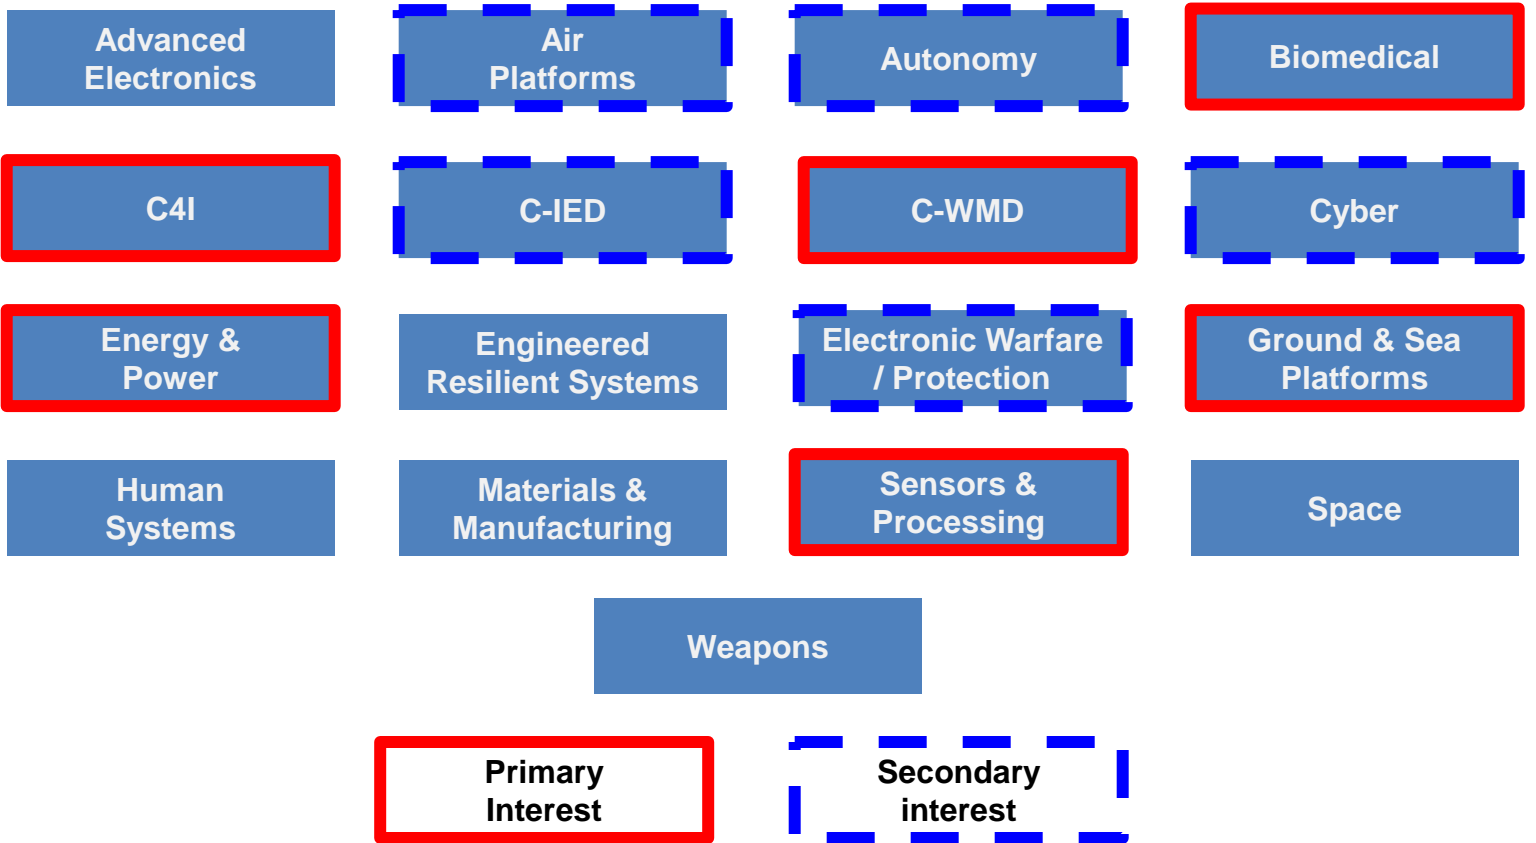 Advanced
Electronics
Air
Platforms
Autonomy
Biomedical
C4I
C-IED
C-WMD
Cyber
Energy &
Power
Engineered
Resilient Systems
Electronic Warfare
/ Protection
Ground & Sea
Platforms
Human
Systems
Materials &
Manufacturing
Sensors &
Processing
Space
Weapons
Primary
Interest
Secondary
interest